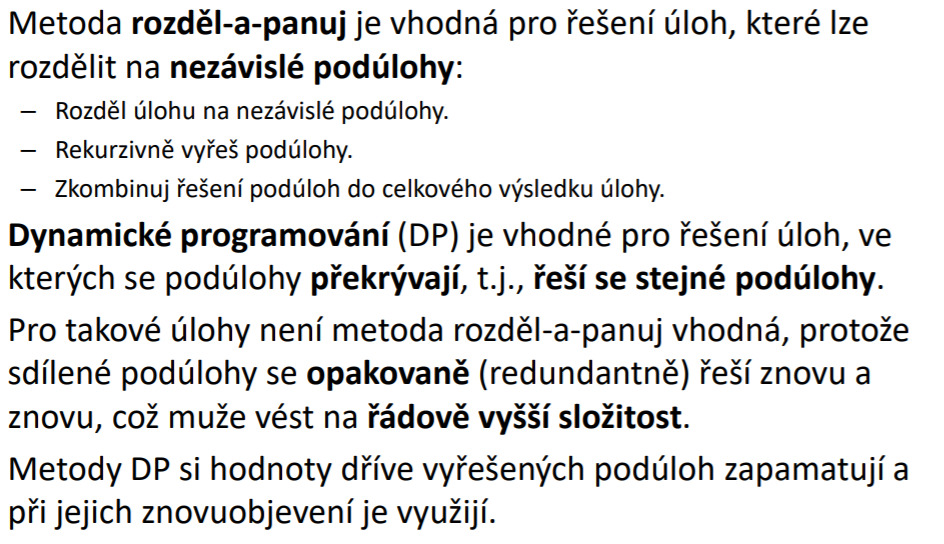 Metoda rozděl-a-panuj je vhodná pro řešení úloh, které lze
rozdělit na nezávislé podúlohy:
– Rozděl úlohu na nezávislé podúlohy.
– Rekurzivně vyřeš podúlohy.
– Zkombinuj řešení podúloh do celkového výsledku úlohy.
Dynamické programování (DP) je vhodné pro řešení úloh, ve
kterých se podúlohy překrývají, t.j., řeší se stejné podúlohy.
Pro takové úlohy není metoda rozděl-a-panuj vhodná, protože
sdílené podúlohy se opakovaně (redundantně) řeší znovu a
znovu, což muže vést na řádově vyšší složitost.
Metody DP si hodnoty dříve vyřešených podúloh zapamatují a
při jejich znovuobjevení je využijí.